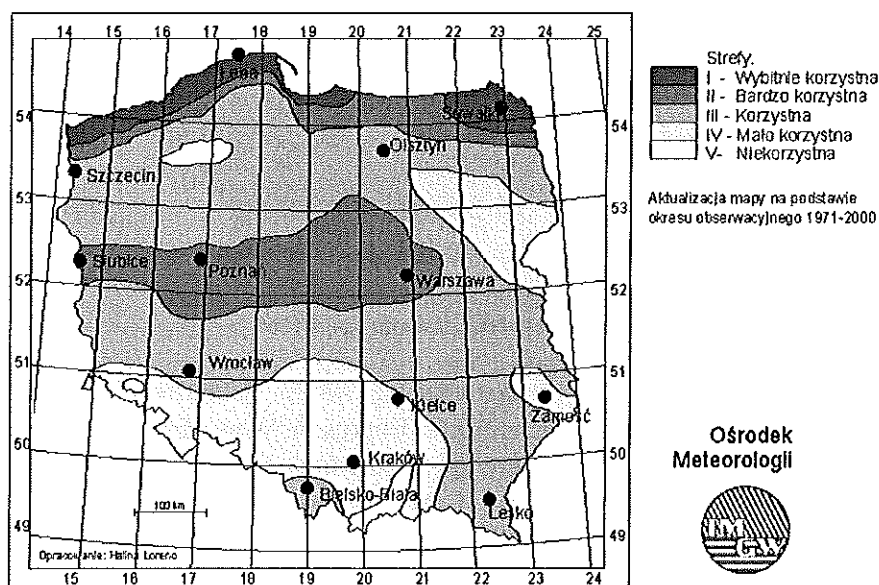 14 15 16 17 18 19 20 21 22 23 24 25
54 54
53 53
52 52
51 51
50 50
49 49
15 16 17 18 19 20 21 22 23 24
Łeba
Suwałki
Olsztyn
Szczecin
Słubice
Poznań
Warszawa
Wrocław
Kielce
Zamość
Kraków
Bielsko-Biała
Lesko
100 km
Opracowanie: Halina Lorenc
Strefy:
I - Wybitnie korzystna
II - Bardzo korzystna
III - Korzystna
IV - Mało korzystna
V- Niekorzystna
Aktualizacja mapy na podstawie
okresu obserwacyjnego 1971-2000
Ośrodek
Meteorologii
IM
GW